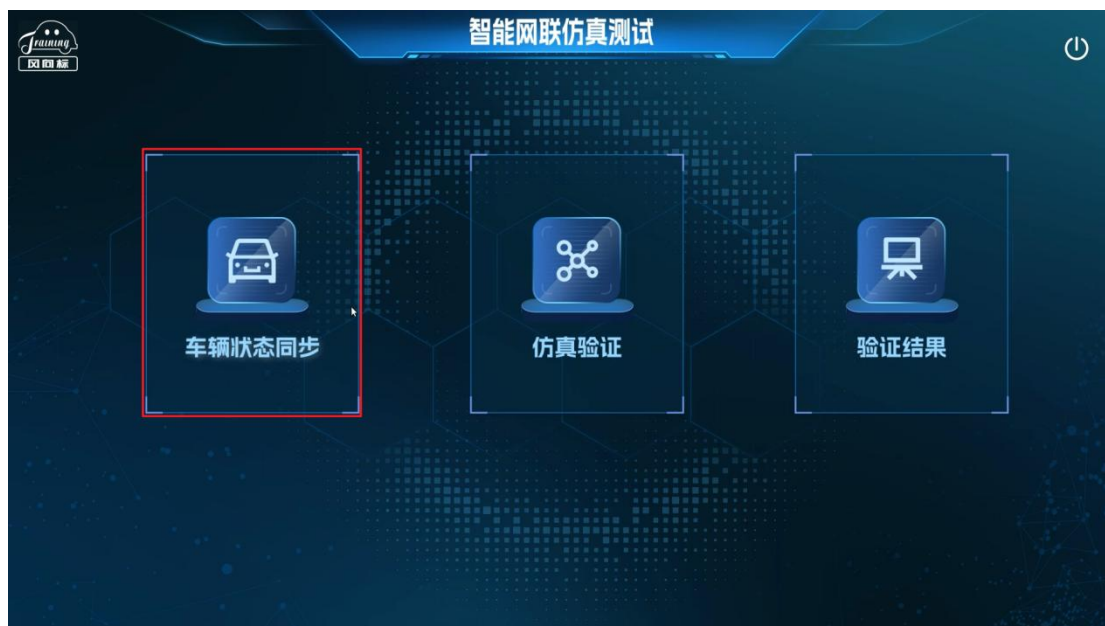 智能网联仿真测试
Training
风向标
车辆状态同步
仿真验证
验证结果